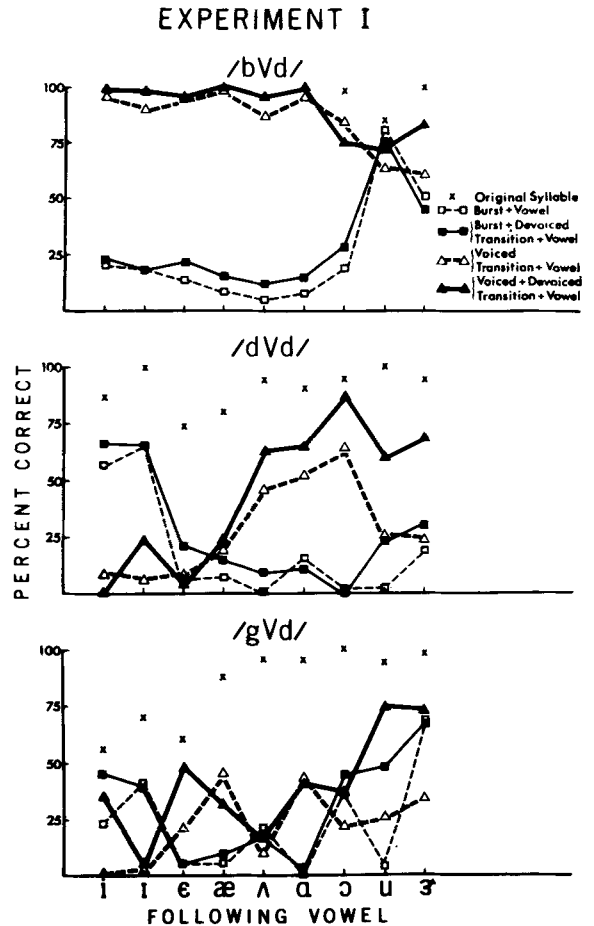 EXPERIMENT I
/bVd/
100
75
50
25
x Original Syllable
Burst + Vowel
Burst + Devoiced
Transition + Vowel
Voiced
Transition + Vowel
Voiced + Devoiced
Transition + Vowel
/dVd/
100
75
50
25
PERCENT CORRECT
/gVd/
100
75
50
25
i ɪ ɛ æ ʌ ɑ ɔ u ɝ
FOLLOWING VOWEL